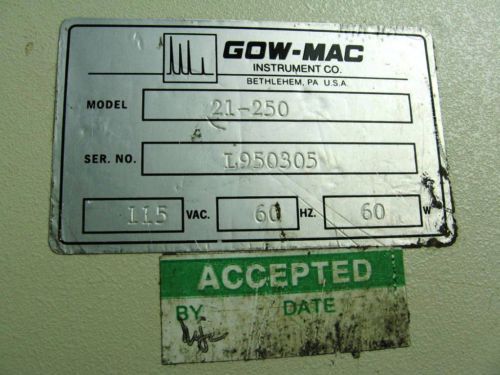 GOW-MAC
INSTRUMENT CO.
BETHLEHEM, PA U.S.A.
MODEL 21-250
SER. NO. L950305
115 VAC. 60 HZ. 60 W
ACCEPTED
BY DATE